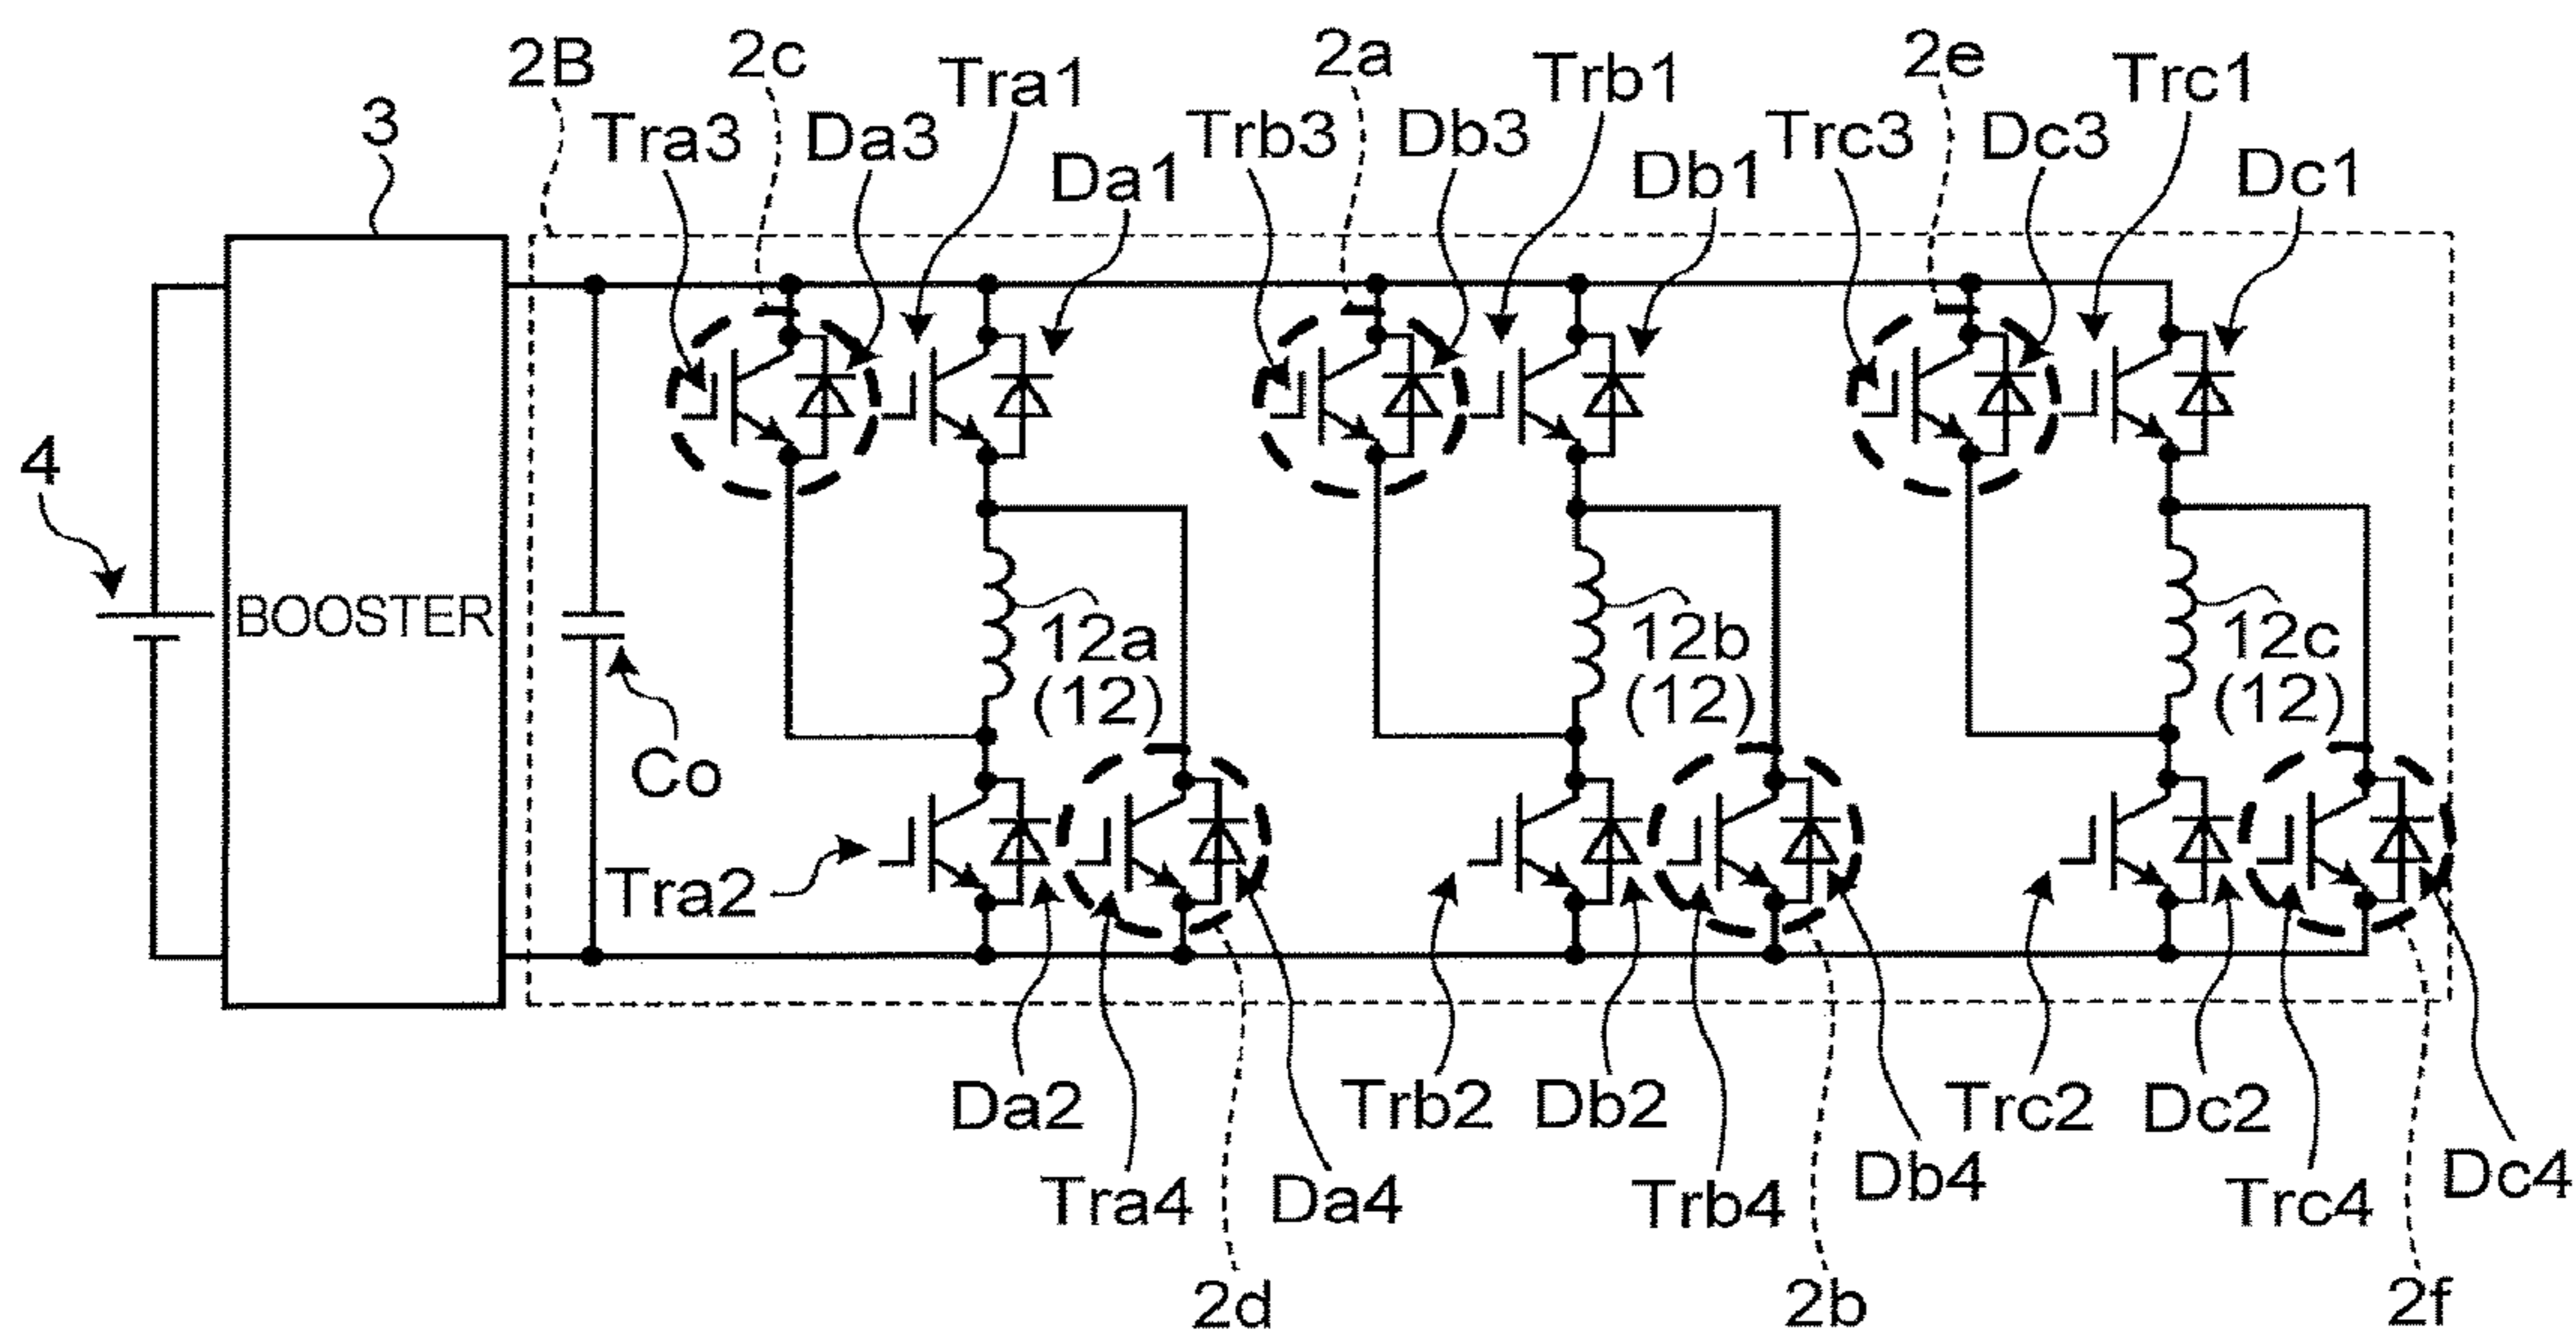 2B
2c
2a
2e
Tra1
Trb1
Trc1
3
Tra3
Da3
Trb3
Db3
Trc3
Dc3
Da1
Db1
Dc1
4
BOOSTER
12a
(12)
12b
(12)
12c
(12)
Co
Tra2
Da2
Trb2
Db2
Trc2
Dc2
Tra4
Da4
Trb4
Db4
Trc4
Dc4
2d
2b
2f